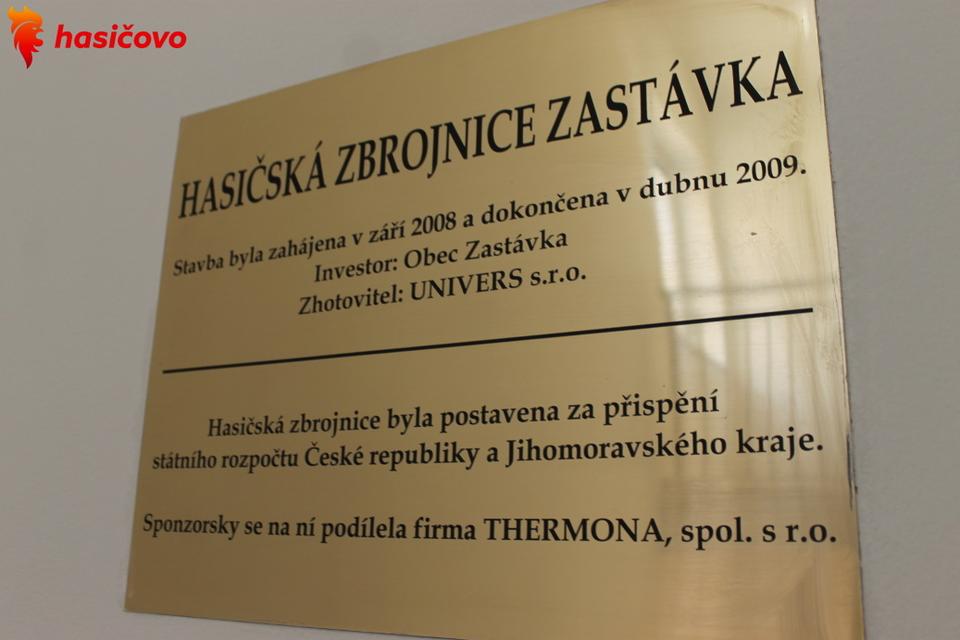 hasičovo
HASIČSKÁ ZBROJNICE ZASTÁVKA
Stavba byla zahájena v září 2008 a dokončena v dubnu 2009.
Investor: Obec Zastávka
Zhotovitel: UNIVERS s.r.o.
Hasičská zbrojnice byla postavena za přispění
státního rozpočtu České republiky a Jihomoravského kraje.
Sponzorsky se na ní podílela firma THERMONA, spol. s r.o.